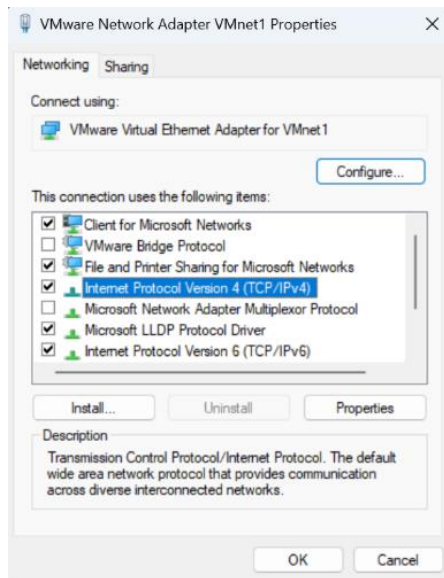 VMware Network Adapter VMnet1 Properties
Networking Sharing
Connect using:
VMware Virtual Ethernet Adapter for VMnet1
Configure...
This connection uses the following items:
Client for Microsoft Networks
VMware Bridge Protocol
File and Printer Sharing for Microsoft Networks
Internet Protocol Version 4 (TCP/IPv4)
Microsoft Network Adapter Multiplexor Protocol
Microsoft LLDP Protocol Driver
Internet Protocol Version 6 (TCP/IPv6)
Install... Uninstall Properties
Description
Transmission Control Protocol/Internet Protocol. The default
wide area network protocol that provides communication
across diverse interconnected networks.
OK Cancel